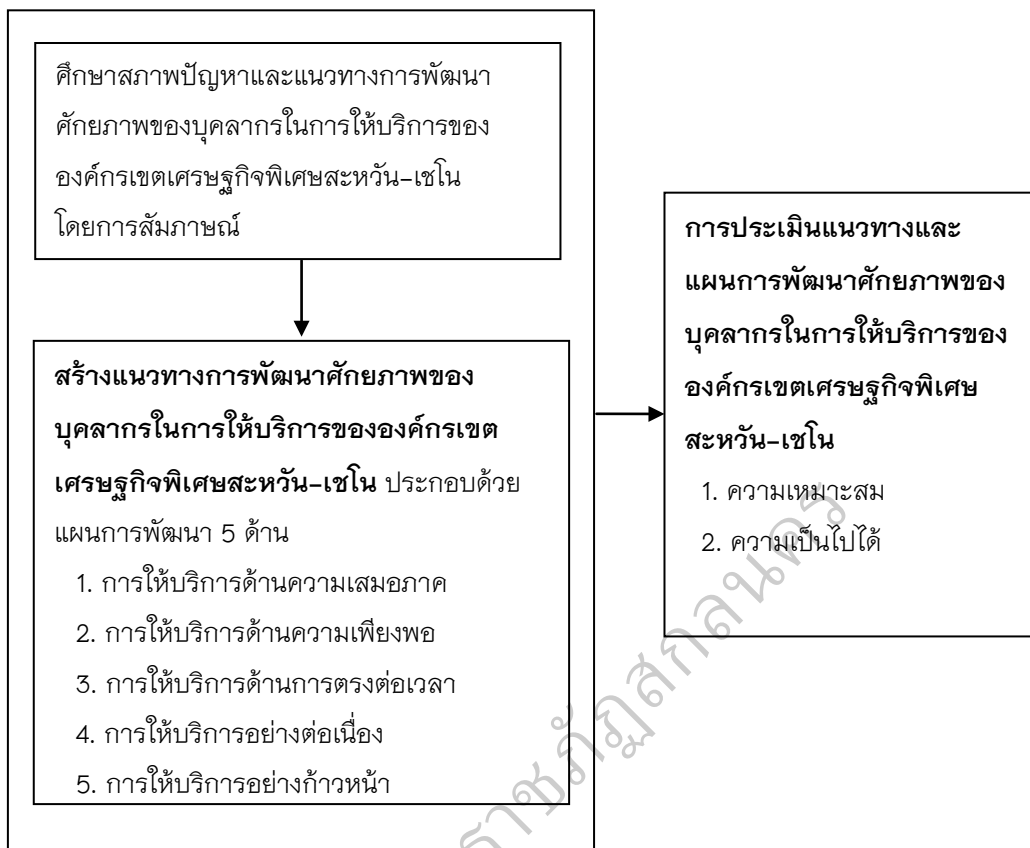 ศึกษาสภาพปัญหาและแนวทางการพัฒนา
ศักยภาพของบุคลากรในการให้บริการของ
องค์กรเขตเศรษฐกิจพิเศษสะหวัน-เซโน
โดยการสัมภาษณ์
สร้างแนวทางการพัฒนาศักยภาพของ
บุคลากรในการให้บริการขององค์กรเขต
เศรษฐกิจพิเศษสะหวัน-เซโน ประกอบด้วย
แผนการพัฒนา 5 ด้าน
1. การให้บริการด้านความเสมอภาค
2. การให้บริการด้านความเพียงพอ
3. การให้บริการด้านการตรงต่อเวลา
4. การให้บริการอย่างต่อเนื่อง
5. การให้บริการอย่างก้าวหน้า
การประเมินแนวทางและ
แผนการพัฒนาศักยภาพของ
บุคลากรในการให้บริการของ
องค์กรเขตเศรษฐกิจพิเศษ
สะหวัน-เซโน
1. ความเหมาะสม
2. ความเป็นไปได้
ราชภัฏสกลนคร